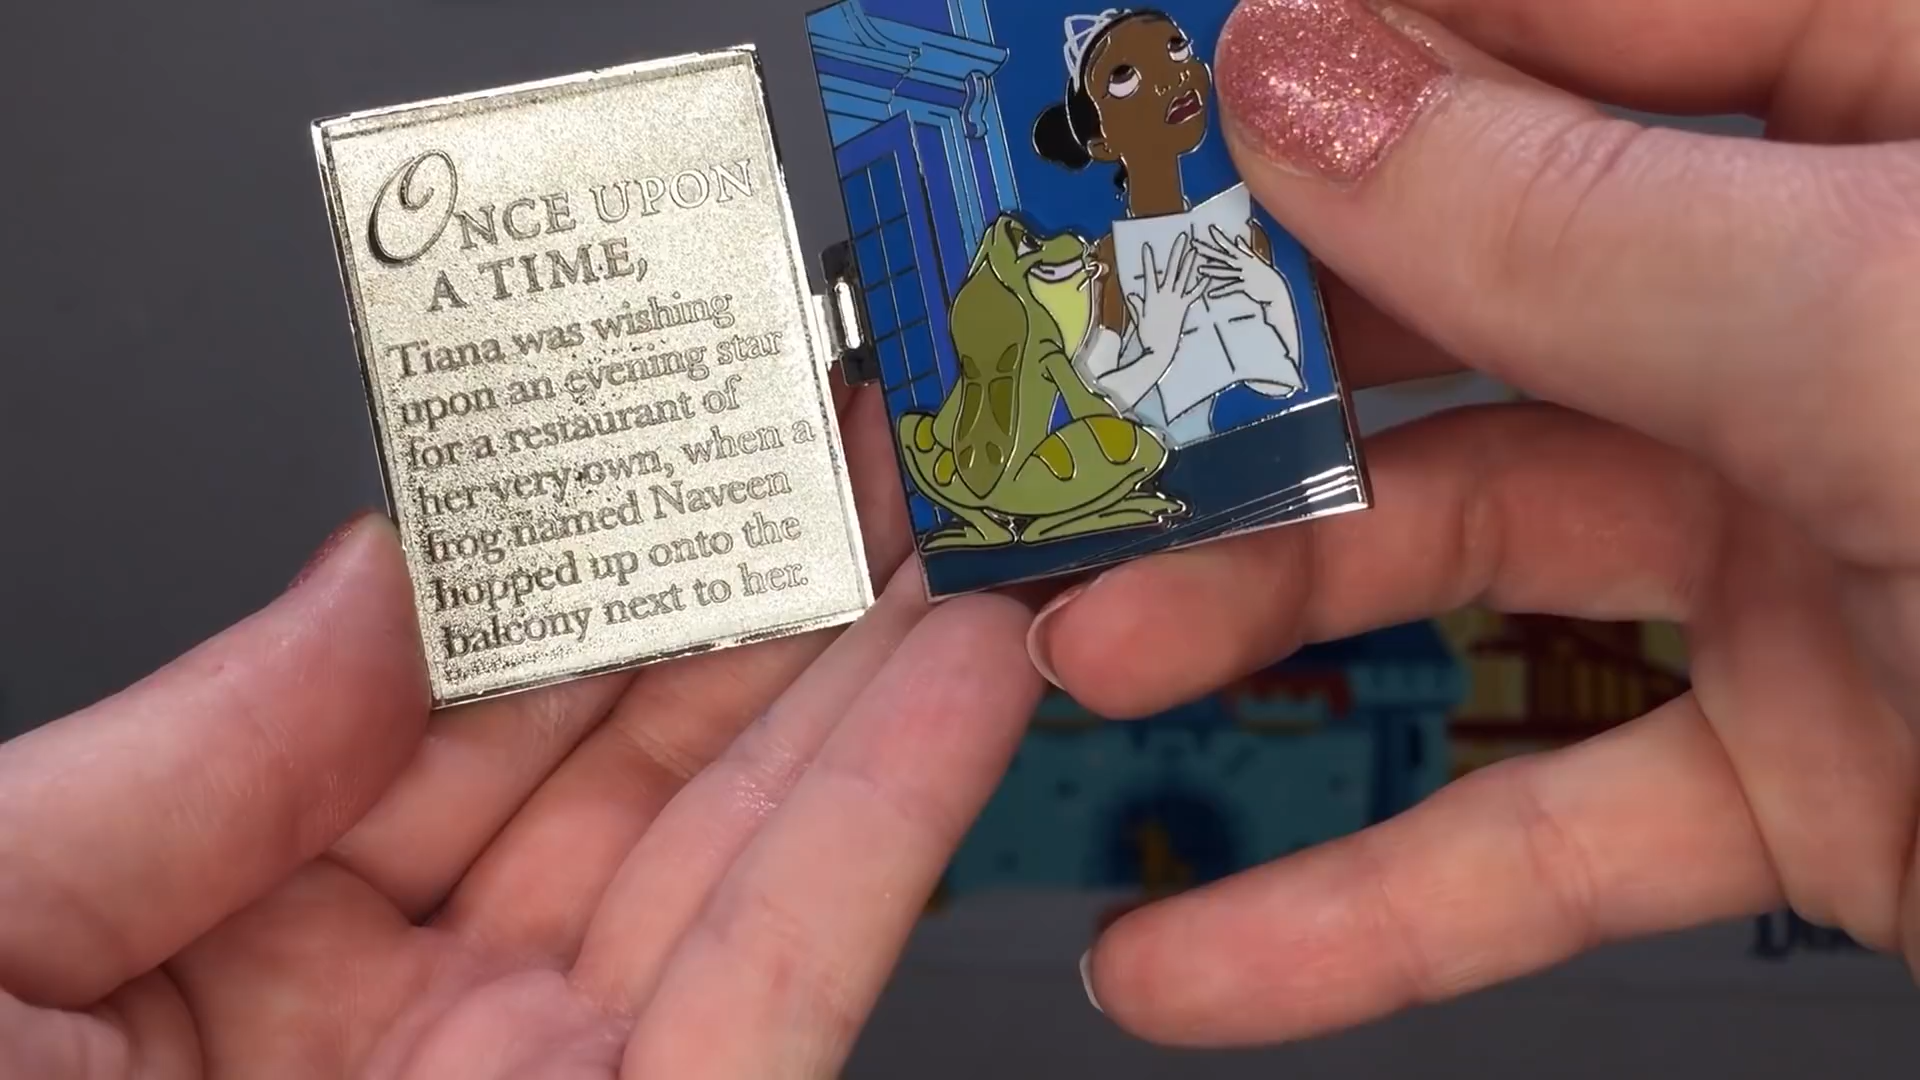 ONCE UPON
A TIME,
Tiana was wishing
upon an evening star
for a restaurant of
her very own, when a
frog named Naveen
hopped up onto the
balcony next to her.